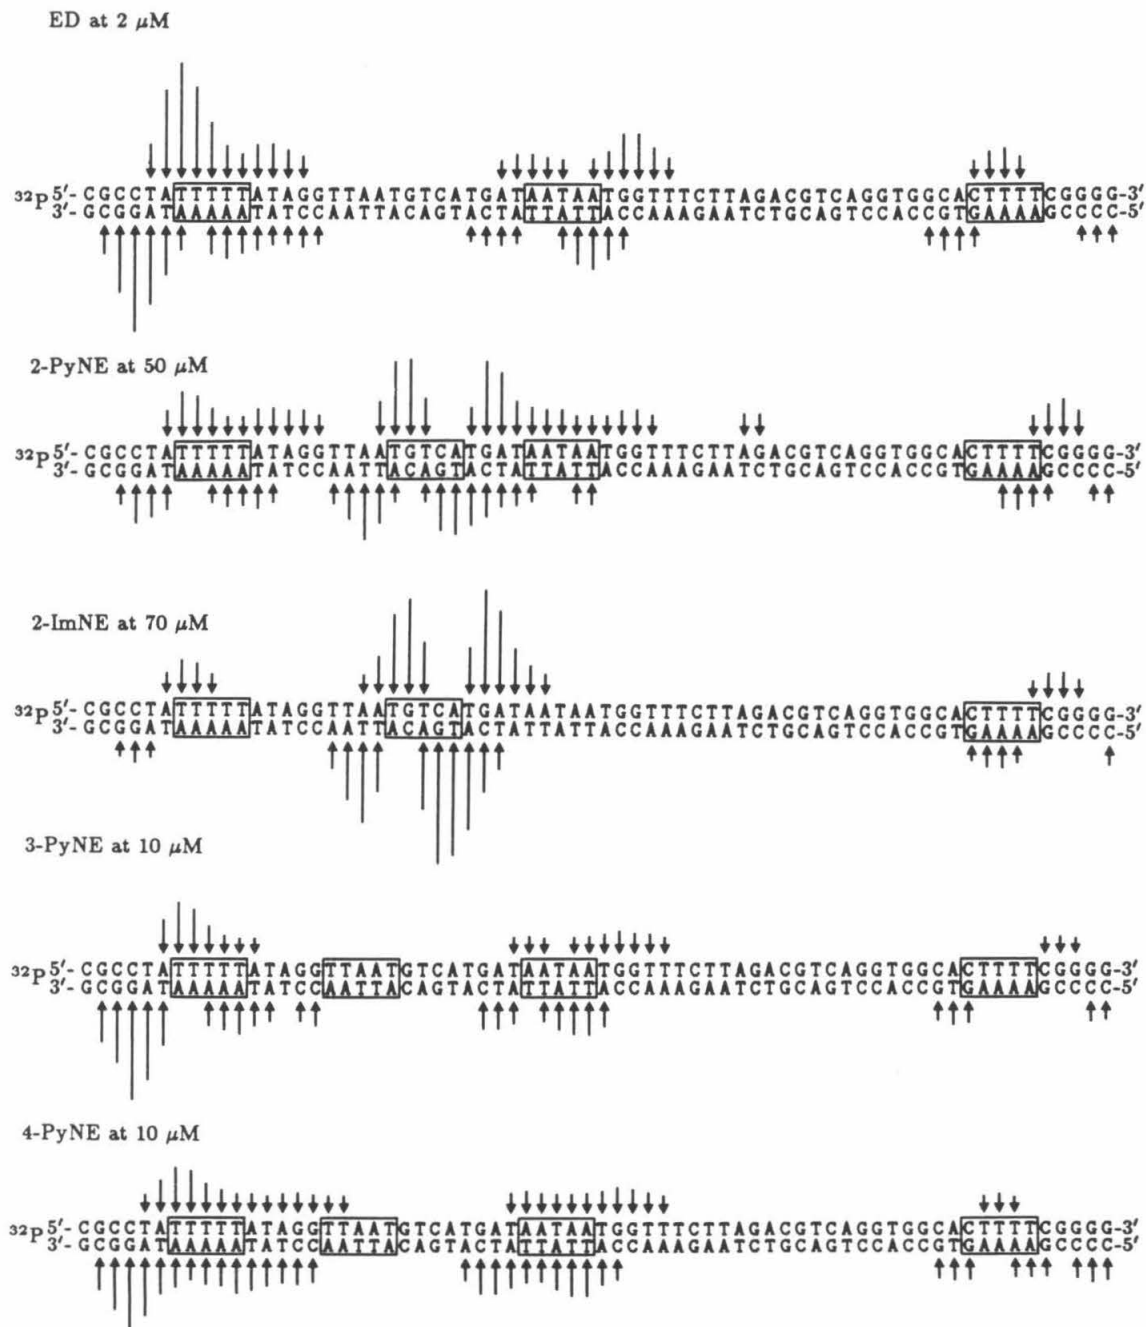 ED at 2 μM
³²P 5′- CGCCTATTTTTATAGGTTAATGTCATGATAATAATGGTTTCTTAGACGTCAGGTGGCACTTTTCGGGG-3′
3′- GCGGATAAAAATATCCAATTACAGTACTATTATTACCAAAGAATCTGCAGTCCACCGTGAAAAGCCCC-5′
2-PyNE at 50 μM
³²P 5′- CGCCTATTTTTATAGGTTAATGTCATGATAATAATGGTTTCTTAGACGTCAGGTGGCACTTTTCGGGG-3′
3′- GCGGATAAAAATATCCAATTACAGTACTATTATTACCAAAGAATCTGCAGTCCACCGTGAAAAGCCCC-5′
2-ImNE at 70 μM
³²P 5′- CGCCTATTTTTATAGGTTAATGTCATGATAATAATGGTTTCTTAGACGTCAGGTGGCACTTTTCGGGG-3′
3′- GCGGATAAAAATATCCAATTACAGTACTATTATTACCAAAGAATCTGCAGTCCACCGTGAAAAGCCCC-5′
3-PyNE at 10 μM
³²P 5′- CGCCTATTTTTATAGGTTAATGTCATGATAATAATGGTTTCTTAGACGTCAGGTGGCACTTTTCGGGG-3′
3′- GCGGATAAAAATATCCAATTACAGTACTATTATTACCAAAGAATCTGCAGTCCACCGTGAAAAGCCCC-5′
4-PyNE at 10 μM
³²P 5′- CGCCTATTTTTATAGGTTAATGTCATGATAATAATGGTTTCTTAGACGTCAGGTGGCACTTTTCGGGG-3′
3′- GCGGATAAAAATATCCAATTACAGTACTATTATTACCAAAGAATCTGCAGTCCACCGTGAAAAGCCCC-5′